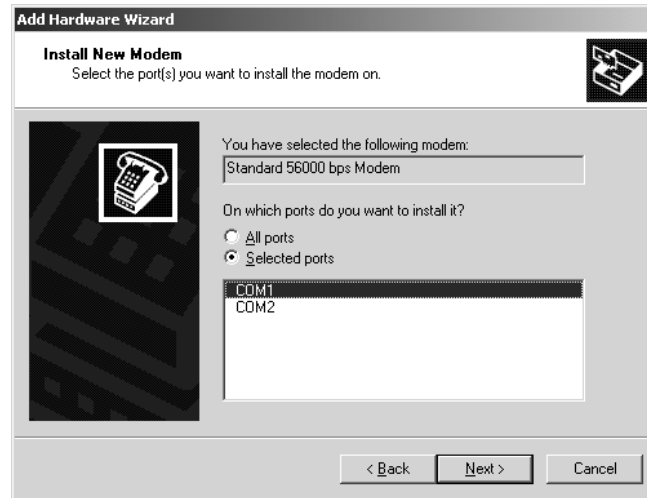 Add Hardware Wizard
Install New Modem
Select the port(s) you want to install the modem on.
You have selected the following modem:
Standard 56000 bps Modem
On which ports do you want to install it?
All ports
Selected ports
COM1
COM2
< Back
Next >
Cancel